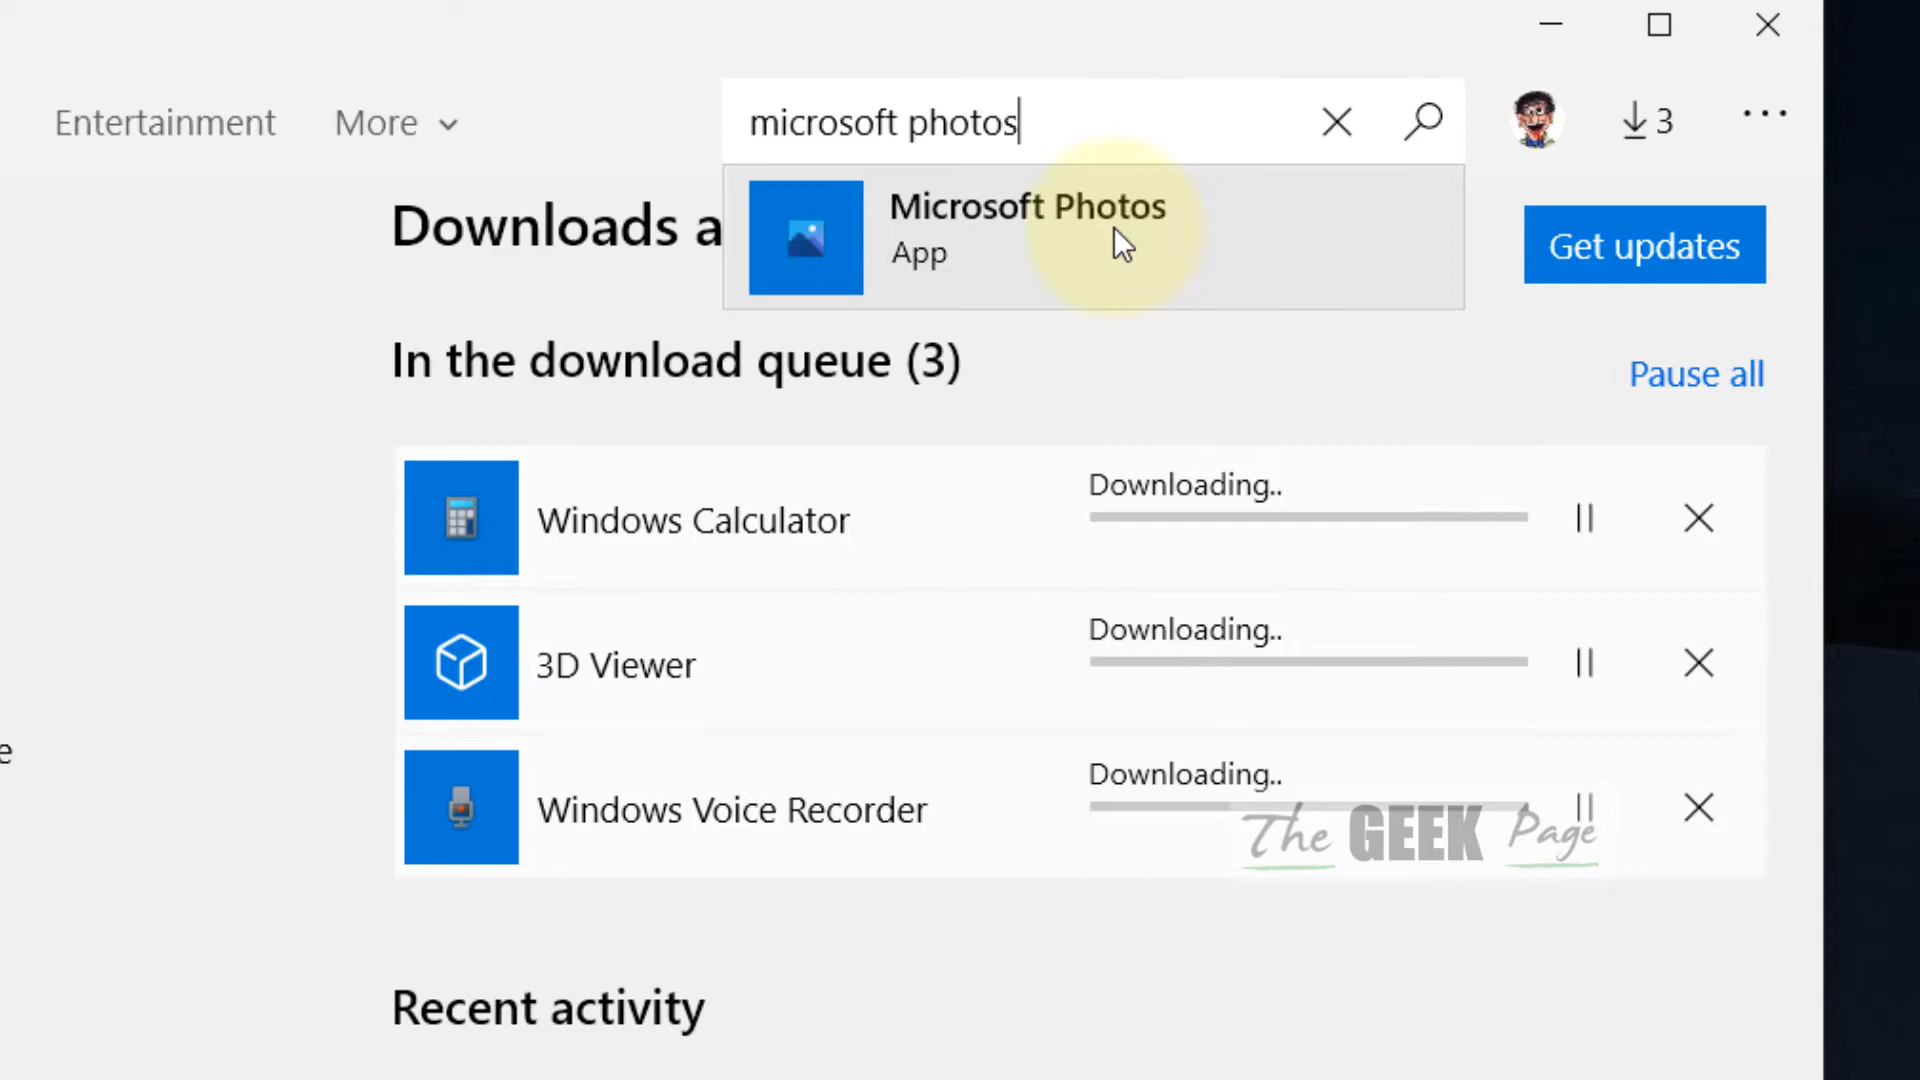 Entertainment
More
microsoft photos
3
Microsoft Photos
App
Downloads a
Get updates
In the download queue (3)
Pause all
Windows Calculator
Downloading..
3D Viewer
Downloading..
e
Windows Voice Recorder
Downloading..
The GEEK Page
Recent activity